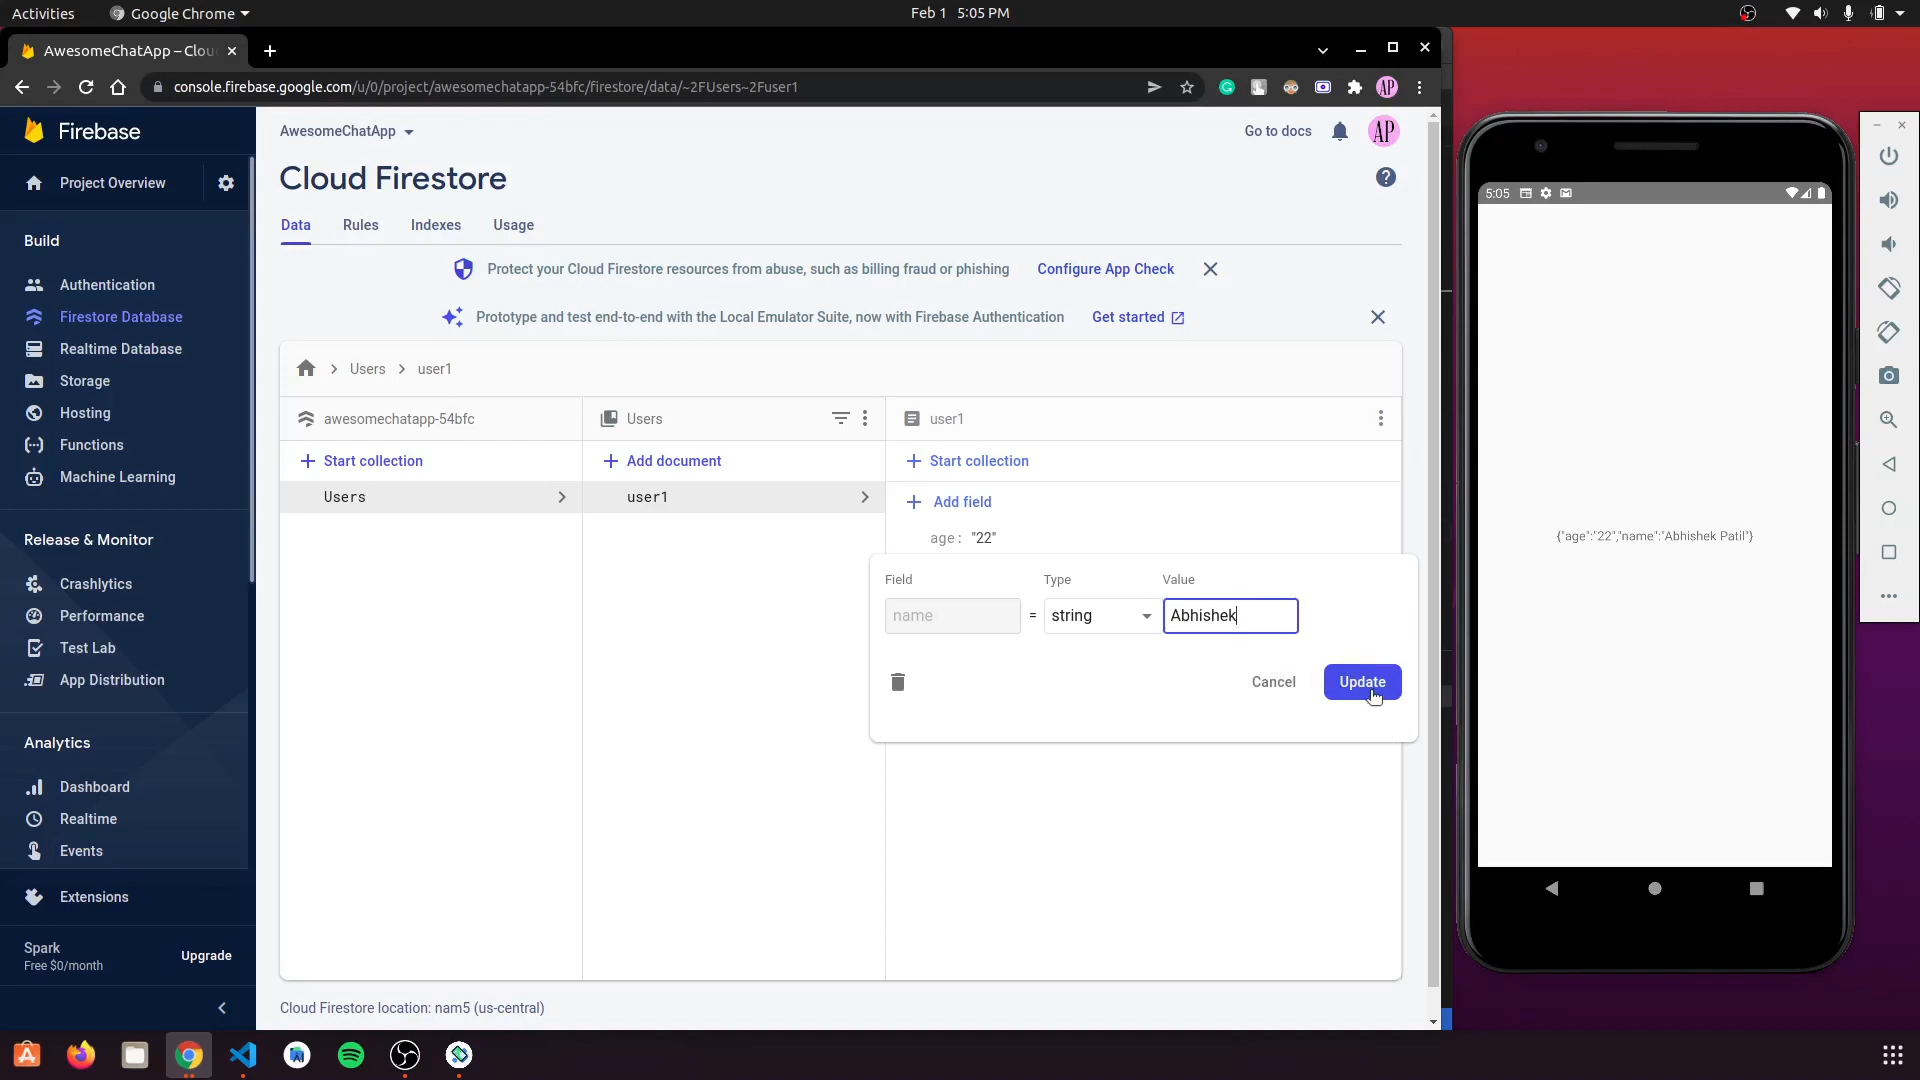 Activities
Google Chrome
Feb 1 5:05 PM
AwesomeChatApp – Clou
console.firebase.google.com/u/0/project/awesomechatapp-54bfc/firestore/data/~2FUsers~2Fuser1
AP
Firebase
Project Overview
Build
Authentication
Firestore Database
Realtime Database
Storage
Hosting
Functions
Machine Learning
Release & Monitor
Crashlytics
Performance
Test Lab
App Distribution
Analytics
Dashboard
Realtime
Events
Extensions
Spark
Free $0/month
Upgrade
AwesomeChatApp
Go to docs
AP
Cloud Firestore
Data Rules Indexes Usage
Protect your Cloud Firestore resources from abuse, such as billing fraud or phishing Configure App Check
Prototype and test end-to-end with the Local Emulator Suite, now with Firebase Authentication Get started
Users user1
awesomechatapp-54bfc
Start collection
Users
Users
Add document
user1
user1
Start collection
Add field
age: "22"
Field Type Value
name = string Abhishek
Cancel Update
Cloud Firestore location: nam5 (us-central)
5:05
{"age":"22","name":"Abhishek Patil"}